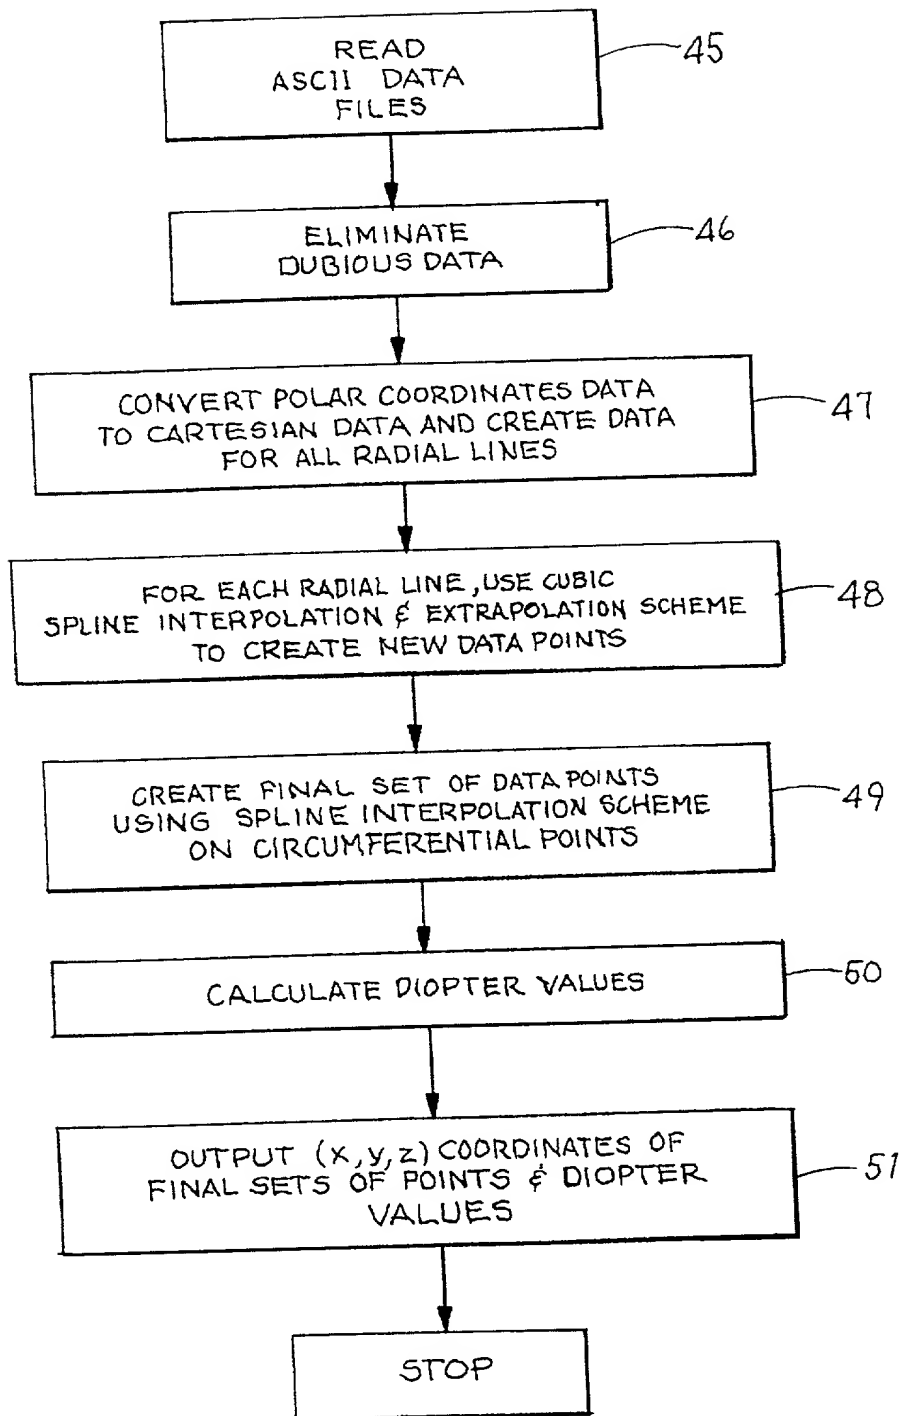 READ
ASCII DATA
FILES
45
ELIMINATE
DUBIOUS DATA
46
CONVERT POLAR COORDINATES DATA
TO CARTESIAN DATA AND CREATE DATA
FOR ALL RADIAL LINES
47
FOR EACH RADIAL LINE, USE CUBIC
SPLINE INTERPOLATION & EXTRAPOLATION SCHEME
TO CREATE NEW DATA POINTS
48
CREATE FINAL SET OF DATA POINTS
USING SPLINE INTERPOLATION SCHEME
ON CIRCUMFERENTIAL POINTS
49
CALCULATE DIOPTER VALUES
50
OUTPUT (x,y,z) COORDINATES OF
FINAL SETS OF POINTS & DIOPTER
VALUES
51
STOP